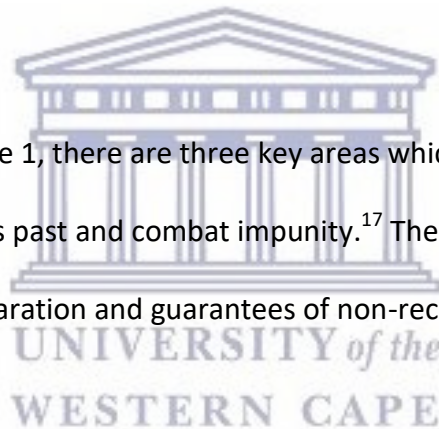 e 1, there are three key areas whic
s past and combat impunity.17 The
aration and guarantees of non-rec
UNIVERSITY of the
WESTERN CAPE